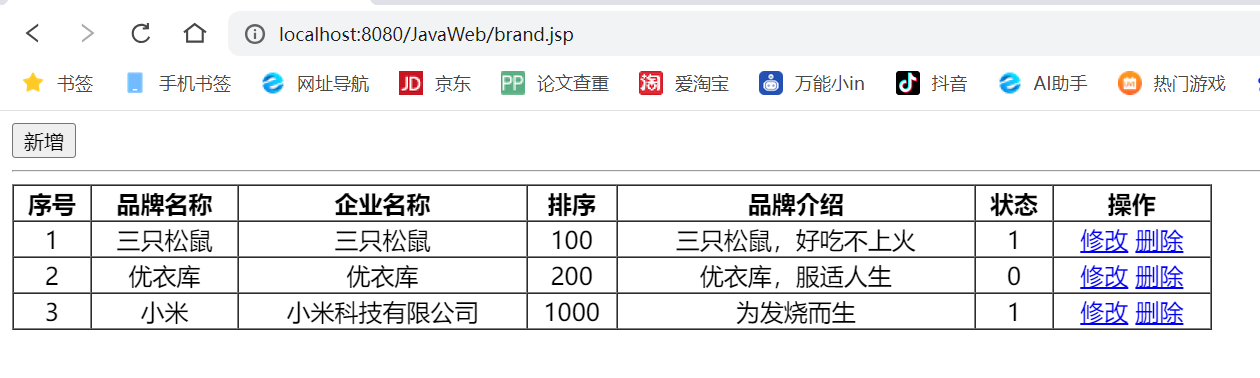 localhost:8080/JavaWeb/brand.jsp
书签 手机书签 网址导航 JD 京东 PP 论文查重 淘 爱淘宝 万能小in 抖音 AI助手 LIVE 热门游戏
新增
序号 品牌名称 企业名称 排序 品牌介绍 状态 操作
1 三只松鼠 三只松鼠 100 三只松鼠，好吃不上火 1 修改 删除
2 优衣库 优衣库 200 优衣库，服适人生 0 修改 删除
3 小米 小米科技有限公司 1000 为发烧而生 1 修改 删除